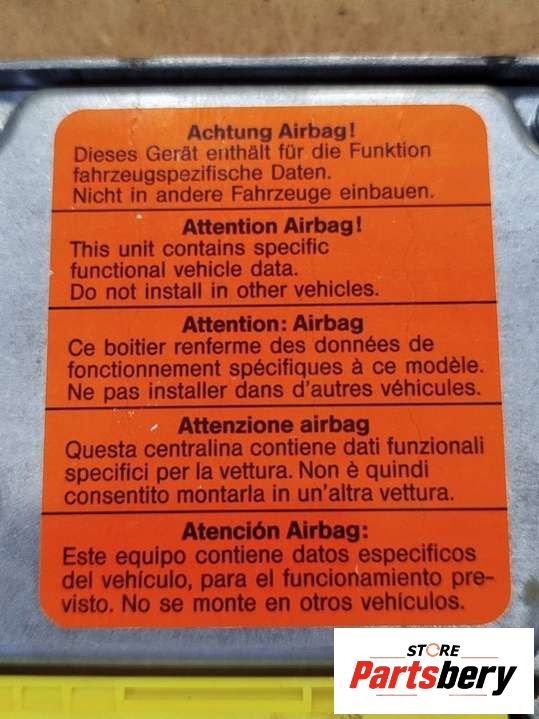 Achtung Airbag!
Dieses Gerät enthält für die Funktion
fahrzeugspezifische Daten.
Nicht in andere Fahrzeuge einbauen.
Attention Airbag!
This unit contains specific
functional vehicle data.
Do not install in other vehicles.
Attention: Airbag
Ce boitier renferme des données de
fonctionnement spécifiques à ce modèle.
Ne pas installer dans d'autres véhicules.
Attenzione airbag
Questa centralina contiene dati funzionali
specifici per la vettura. Non è quindi
consentito montarla in un'altra vettura.
Atención Airbag:
Este equipo contiene datos especificos
del vehículo, para el funcionamiento pre-
visto. No se monte en otros vehículos.
STORE
Partsbery